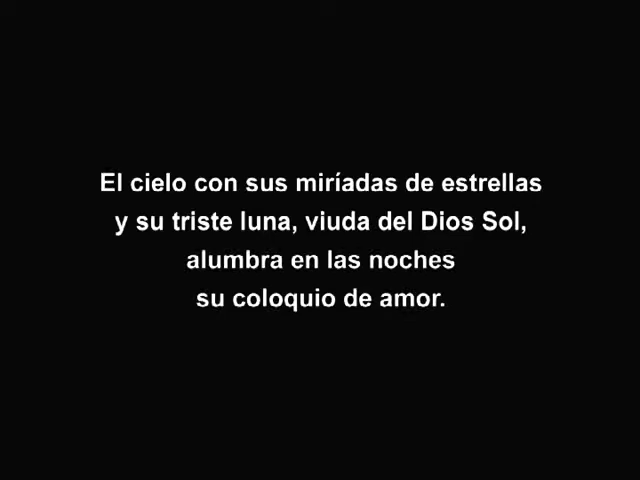 El cielo con sus miríadas de estrellas
y su triste luna, viuda del Dios Sol,
alumbra en las noches
su coloquio de amor.